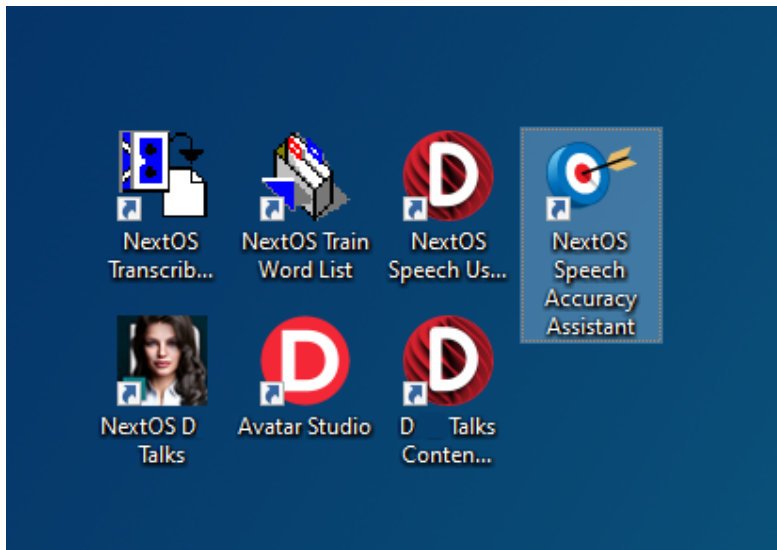 NextOS
Transcrib...
NextOS Train
Word List
NextOS
Speech Us...
NextOS
Speech
Accuracy
Assistant
NextOS D
Talks
Avatar Studio
D Talks
Conten...
D
D
D